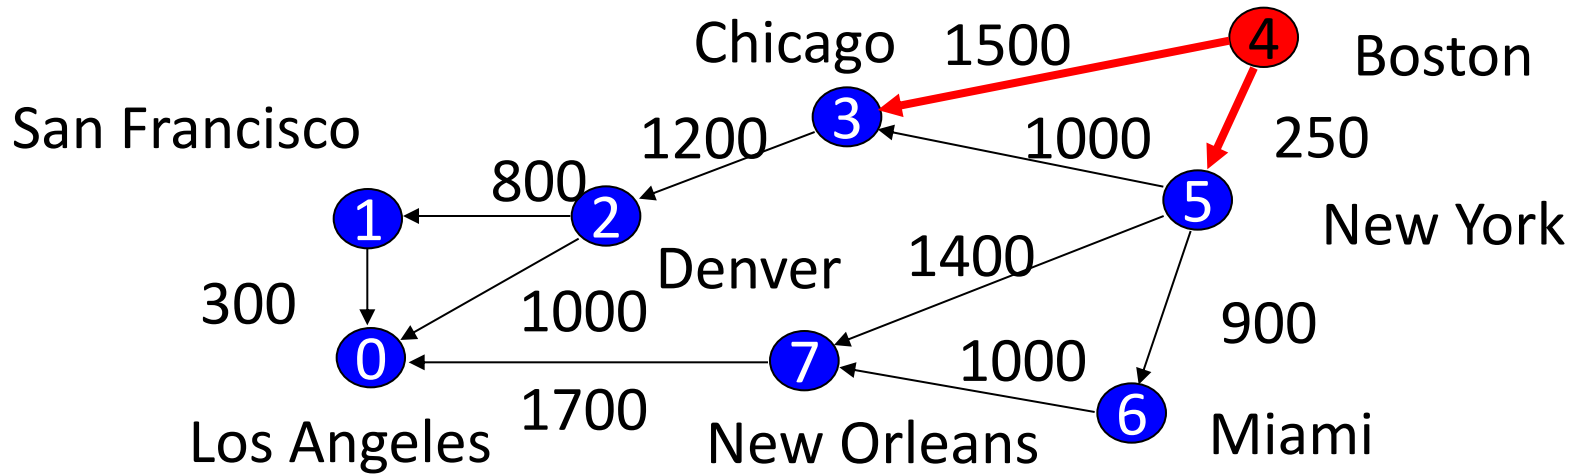 4
Boston
Chicago
1500
3
San Francisco
1200
1000
250
800
1
2
5
New York
Denver
1400
300
1000
900
0
7
1000
6
1700
Los Angeles
New Orleans
Miami